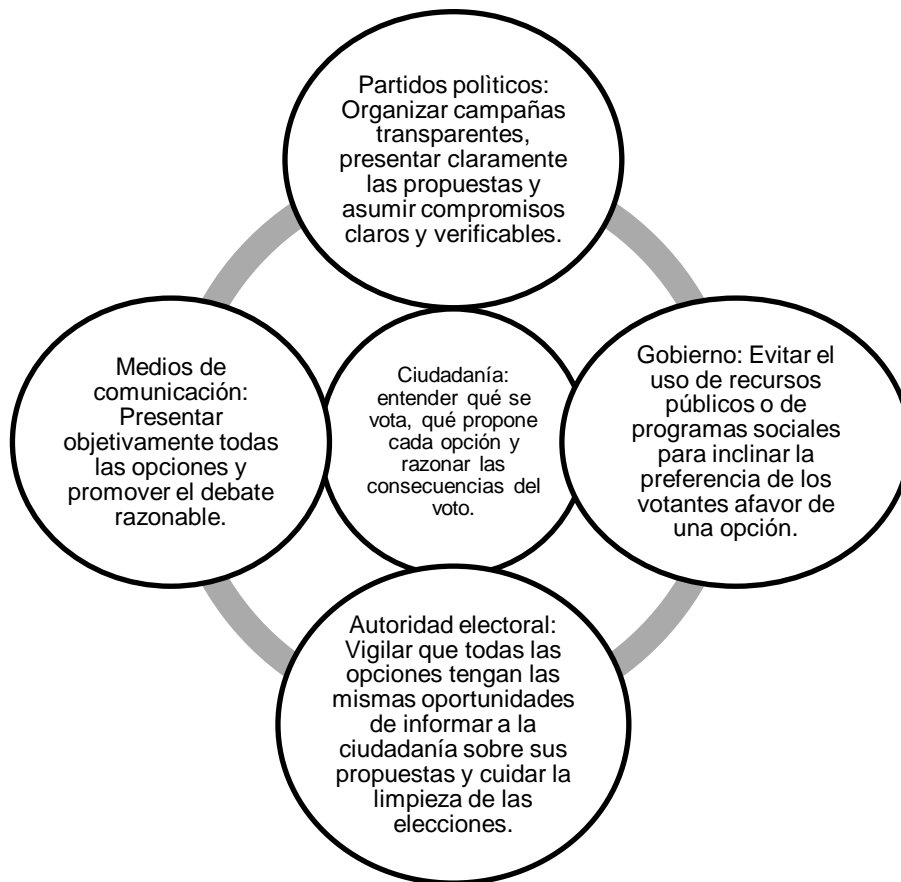 Partidos polìticos:
Organizar campañas
transparentes,
presentar claramente
las propuestas y
asumir compromisos
claros y verificables.
Medios de
comunicación:
Presentar
objetivamente todas
las opciones y
promover el debate
razonable.
Ciudadanía:
entender qué se
vota, qué propone
cada opción y
razonar las
consecuencias del
voto.
Gobierno: Evitar el
uso de recursos
públicos o de
programas sociales
para inclinar la
preferencia de los
votantes afavor de
una opción.
Autoridad electoral:
Vigilar que todas las
opciones tengan las
mismas oportunidades
de informar a la
ciudadanía sobre sus
propuestas y cuidar la
limpieza de las
elecciones.